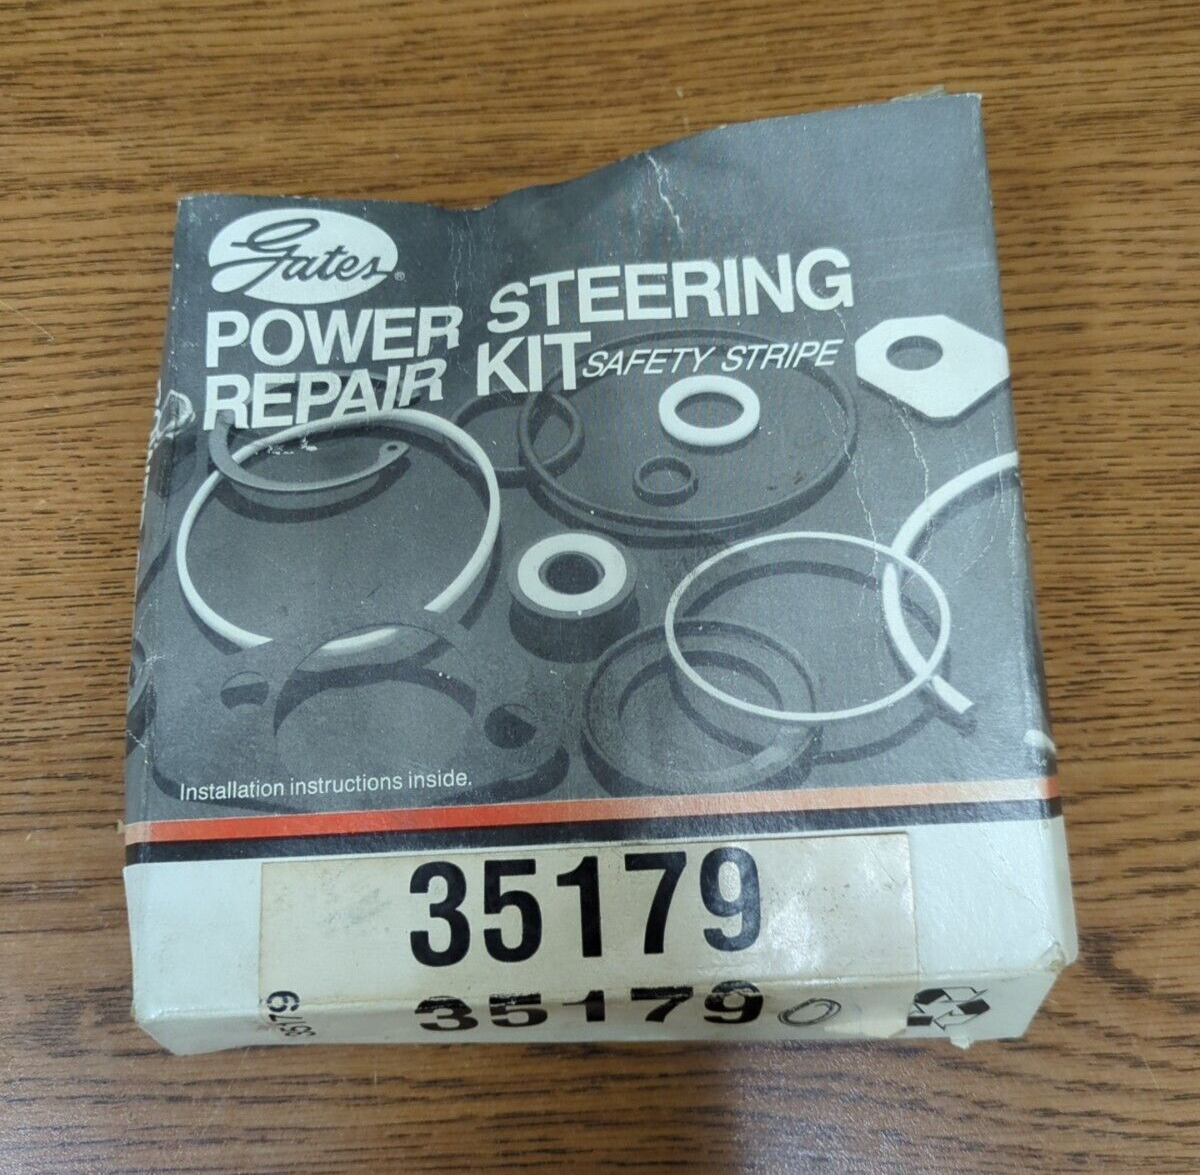 Gates®
POWER STEERING
REPAIR KIT SAFETY STRIPE
Installation instructions inside.
35179
35179